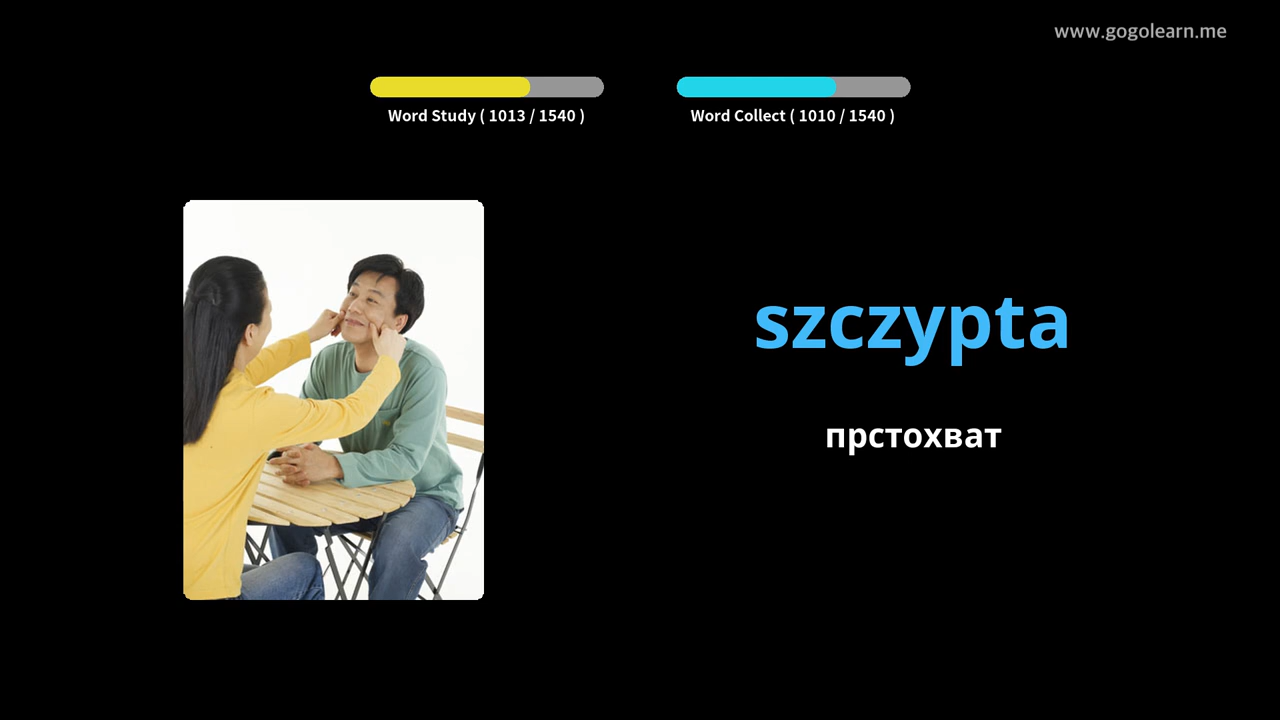 www.gogolearn.me
Word Study ( 1013 / 1540 )
Word Collect ( 1010 / 1540 )
szczypta
прстохват